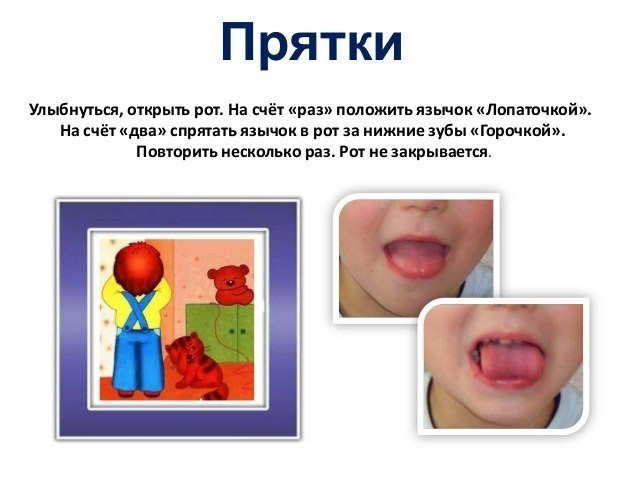 Прятки
Улыбнуться, открыть рот. На счёт «раз» положить язычок «Лопаточкой».
На счёт «два» спрятать язычок в рот за нижние зубы «Горочкой».
Повторить несколько раз. Рот не закрывается.